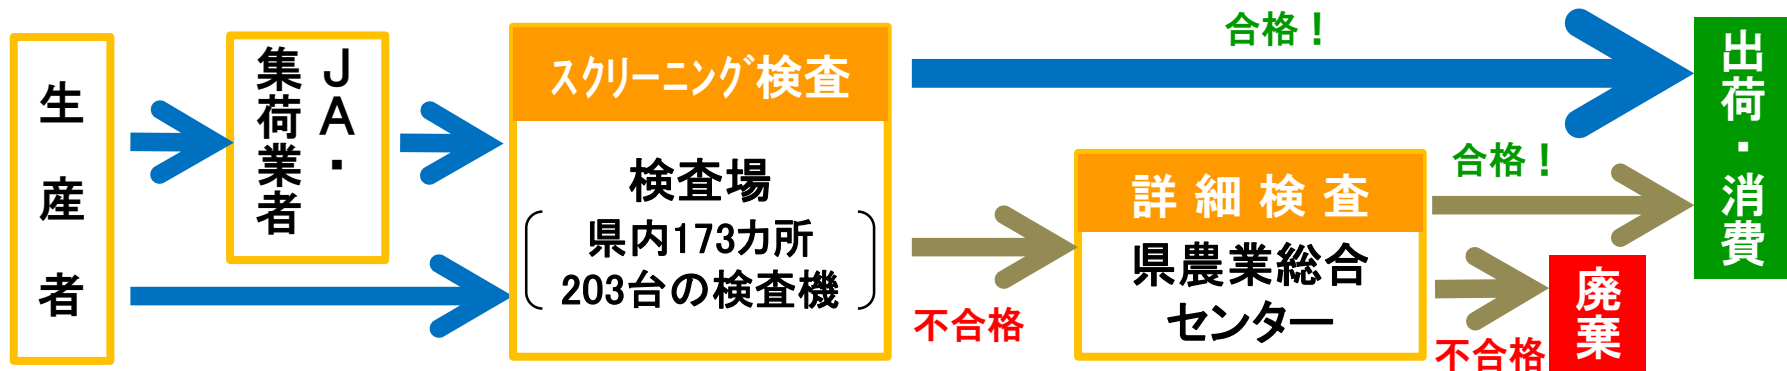 生産者
JA・
集荷業者
スクリーニング検査
検査場
県内173カ所
203台の検査機
合格！
不合格
詳細検査
県農業総合
センター
合格！
不合格
出荷・消費
廃棄